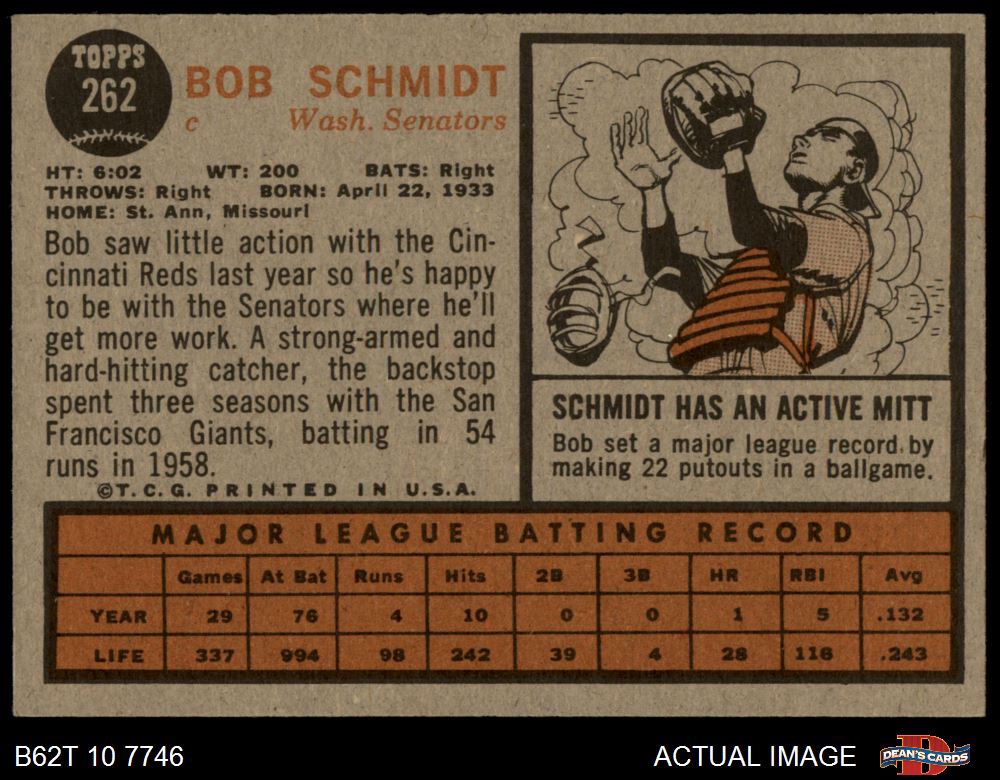 TOPPS
262
BOB SCHMIDT
c Wash. Senators
HT: 6:02 WT: 200 BATS: Right
THROWS: Right BORN: April 22, 1933
HOME: St. Ann, Missouri
Bob saw little action with the Cin-
cinnati Reds last year so he's happy
to be with the Senators where he'll
get more work. A strong-armed and
hard-hitting catcher, the backstop
spent three seasons with the San
Francisco Giants, batting in 54
runs in 1958.
©T.C.G. PRINTED IN U.S.A.
SCHMIDT HAS AN ACTIVE MITT
Bob set a major league record by
making 22 putouts in a ballgame.
MAJOR LEAGUE BATTING RECORD
Games At Bat Runs Hits 2B 3B HR RBI Avg
YEAR 29 76 4 10 0 0 1 5 .132
LIFE 337 994 98 242 39 4 28 116 .243
B62T 10 7746
ACTUAL IMAGE
DEAN'S CARDS